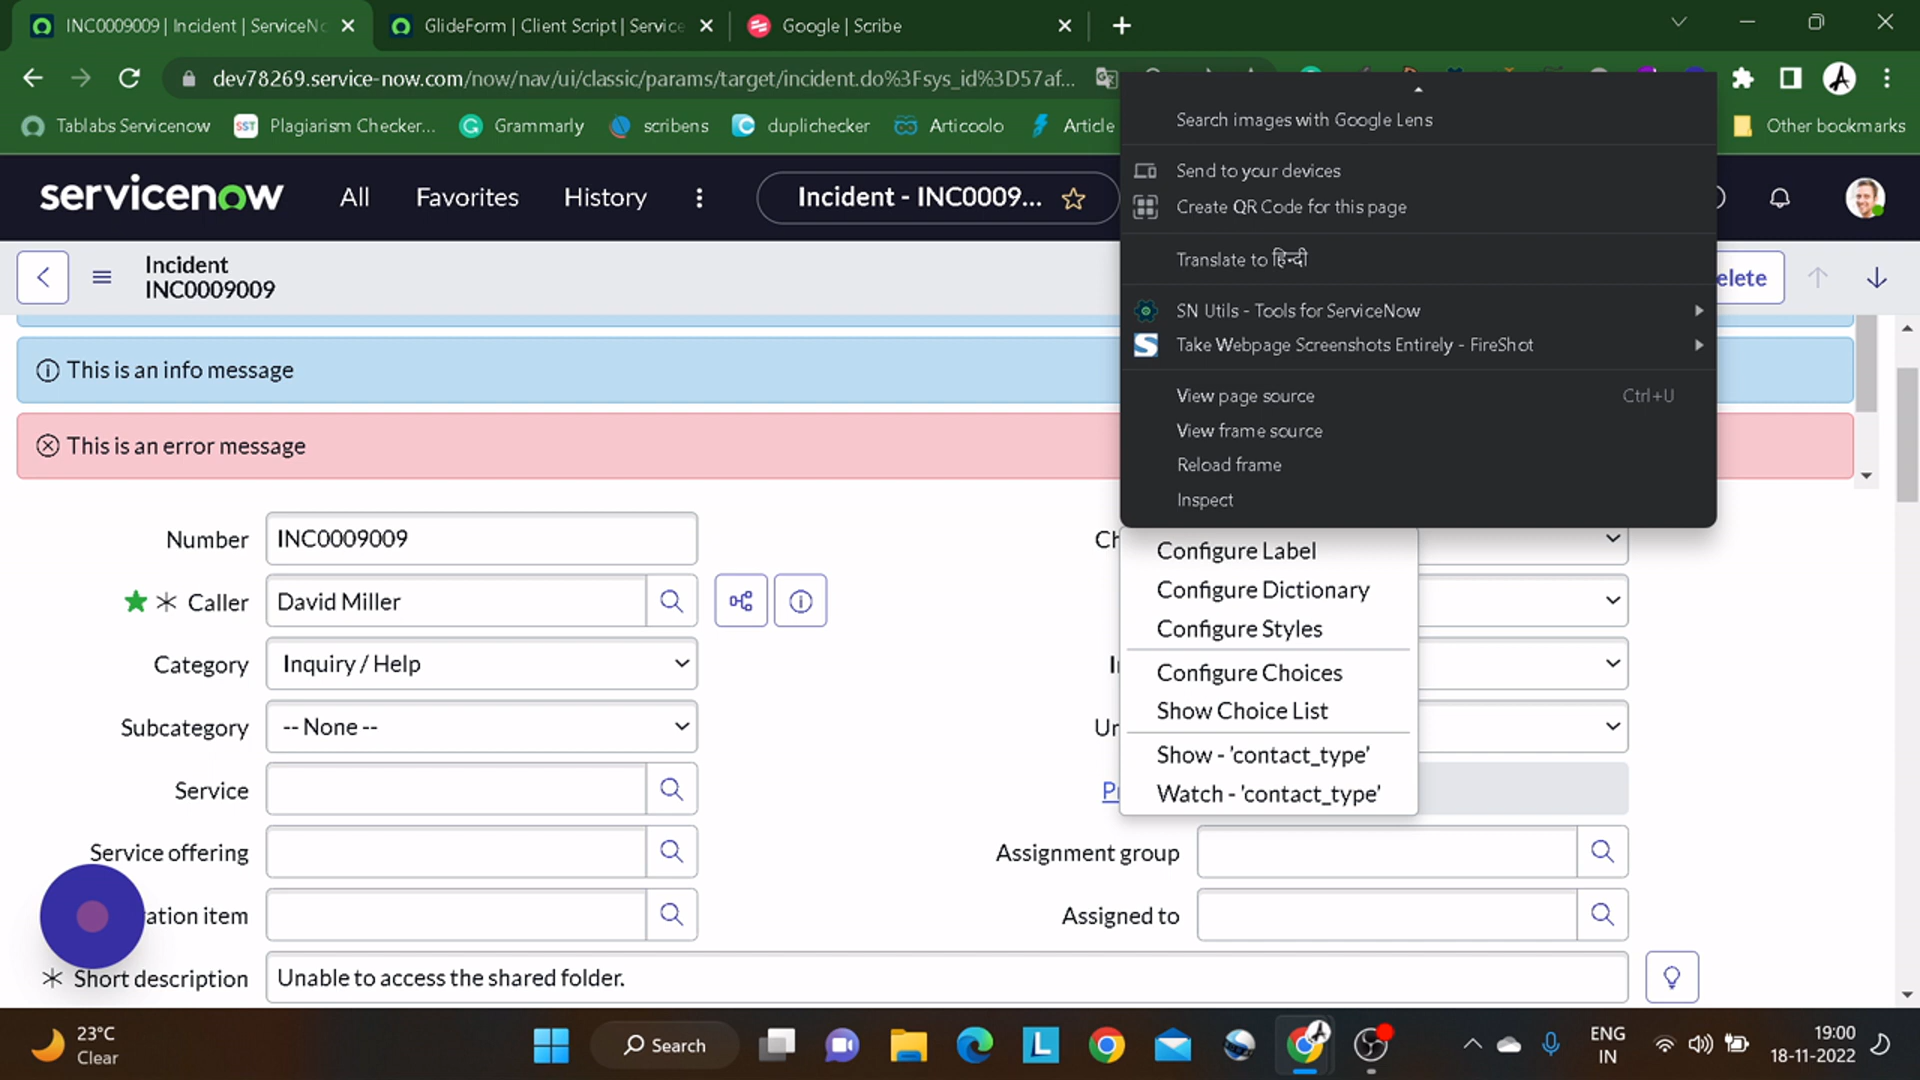 INC0009009 | Incident | ServiceN
GlideForm | Client Script | Service
Google | Scribe
dev78269.service-now.com/now/nav/ui/classic/params/target/incident.do%3Fsys_id%3D57af...
Tablabs Servicenow
SST
Plagiarism Checker...
Grammarly
scribens
duplichecker
Articoolo
Article
Other bookmarks
servicenow
All
Favorites
History
Incident - INC0009...
Incident
INC0009009
elete
Search images with Google Lens
Send to your devices
Create QR Code for this page
Translate to हिन्दी
SN Utils - Tools for ServiceNow
Take Webpage Screenshots Entirely - FireShot
View page source Ctrl+U
View frame source
Reload frame
Inspect
This is an info message
This is an error message
Number INC0009009
Caller David Miller
Category Inquiry / Help
Subcategory -- None --
Service
Service offering
ation item
Short description Unable to access the shared folder.
Ch
Ur
Pr
Assignment group
Assigned to
Configure Label
Configure Dictionary
Configure Styles
Configure Choices
Show Choice List
Show - 'contact_type'
Watch - 'contact_type'
23°C
Clear
Search
ENG
IN
19:00
18-11-2022